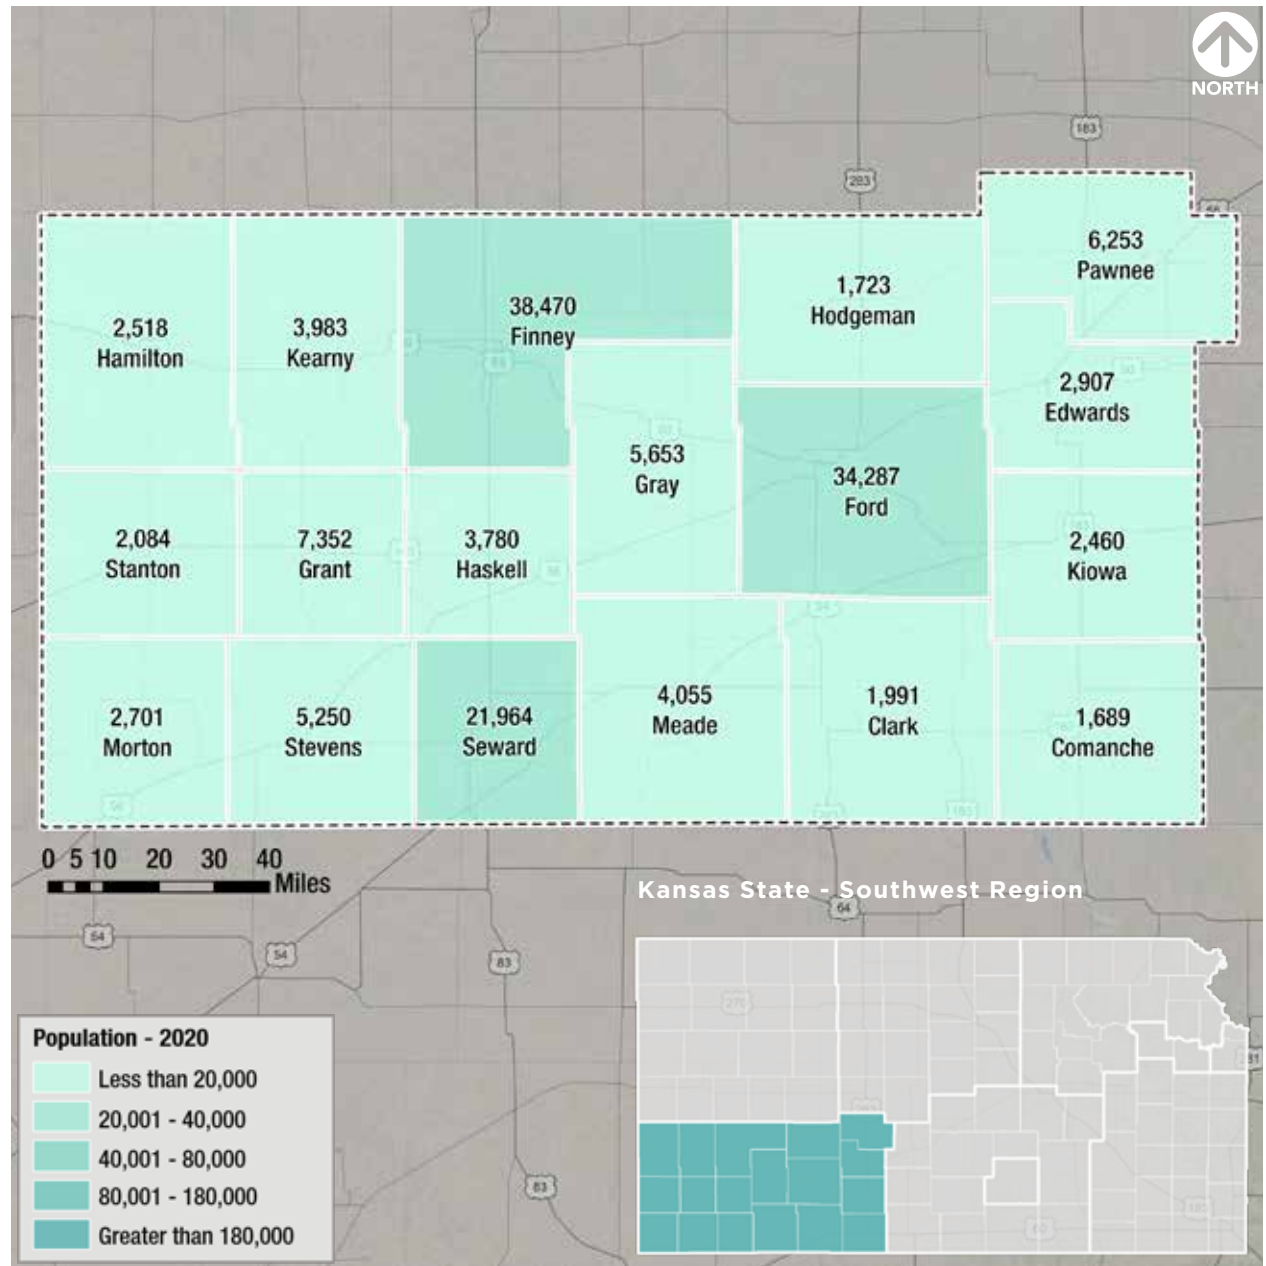 NORTH
183
283
6,253
Pawnee
1,723
Hodgeman
38,470
Finney
2,518
Hamilton
3,983
Kearny
2,907
Edwards
5,653
Gray
34,287
Ford
2,084
Stanton
7,352
Grant
3,780
Haskell
56
2,460
Kiowa
2,701
Morton
5,250
Stevens
21,964
Seward
4,055
Meade
1,991
Clark
1,689
Comanche
56
54
183
0 5 10 20 30 40
Miles
Kansas State - Southwest Region
64
64
54
83
83
Population - 2020
Less than 20,000
20,001 - 40,000
40,001 - 80,000
80,001 - 180,000
Greater than 180,000